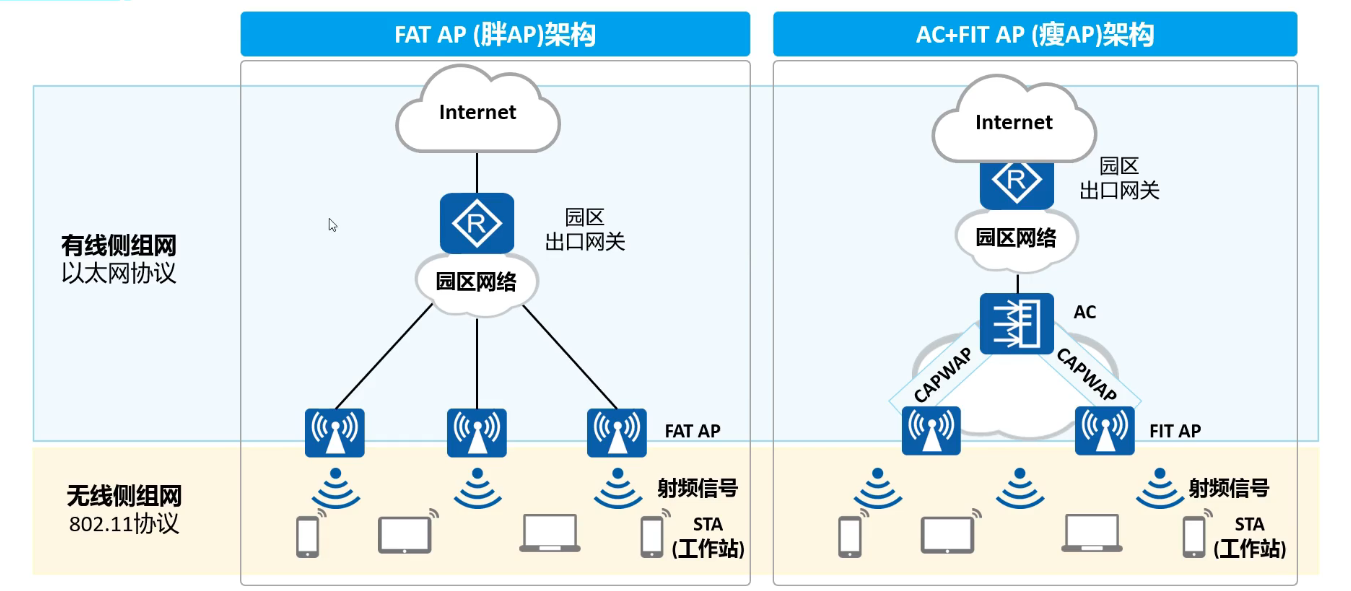 FAT AP (胖AP)架构
AC+FIT AP (瘦AP)架构
有线侧组网
以太网协议
Internet
R
园区
出口网关
园区网络
FAT AP
Internet
R
园区
出口网关
园区网络
AC
CAPWAP
CAPWAP
FIT AP
无线侧组网
802.11协议
射频信号
STA
(工作站)
射频信号
STA
(工作站)